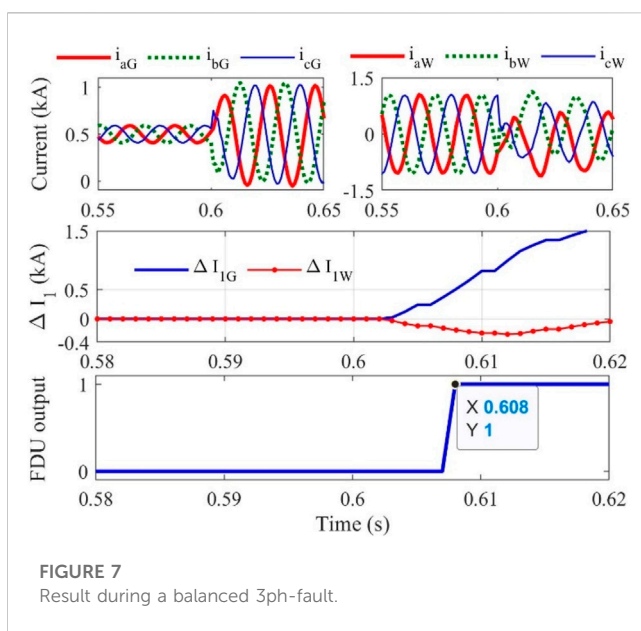 i_aG i_bG i_cG i_aW i_bW i_cW
Current (kA)
1
0.5
0
0.55 0.6 0.65
1.5
0
-1.5
0.55 0.6 0.65
Δ I_1 (kA)
1.5
0.5
0
-0.4
Δ I_1G Δ I_1W
0.58 0.59 0.6 0.61 0.62
FDU output
1
0
X 0.608
Y 1
0.58 0.59 0.6 0.61 0.62
Time (s)
FIGURE 7
Result during a balanced 3ph-fault.